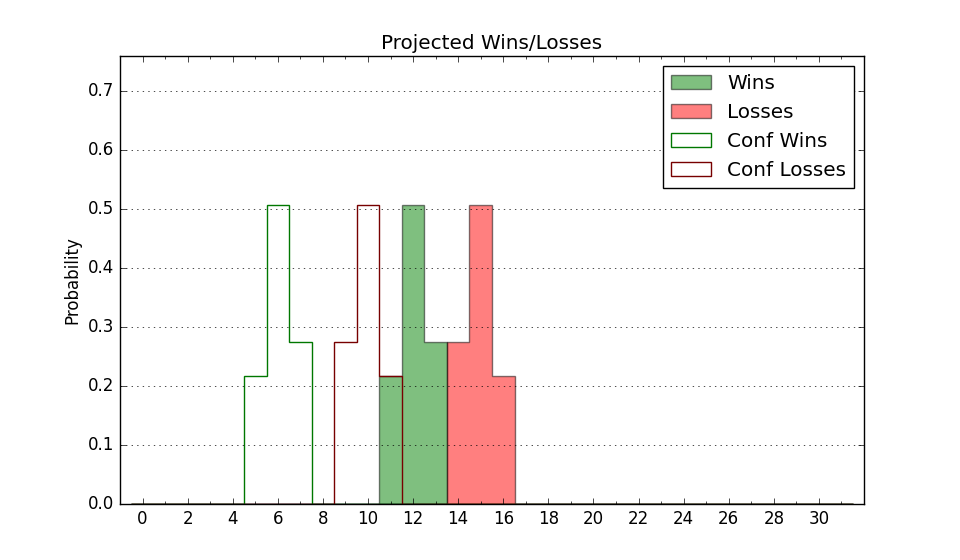 Projected Wins/Losses
Wins
Losses
Conf Wins
Conf Losses
Probability
0.7
0.6
0.5
0.4
0.3
0.2
0.1
0.0
0 2 4 6 8 10 12 14 16 18 20 22 24 26 28 30